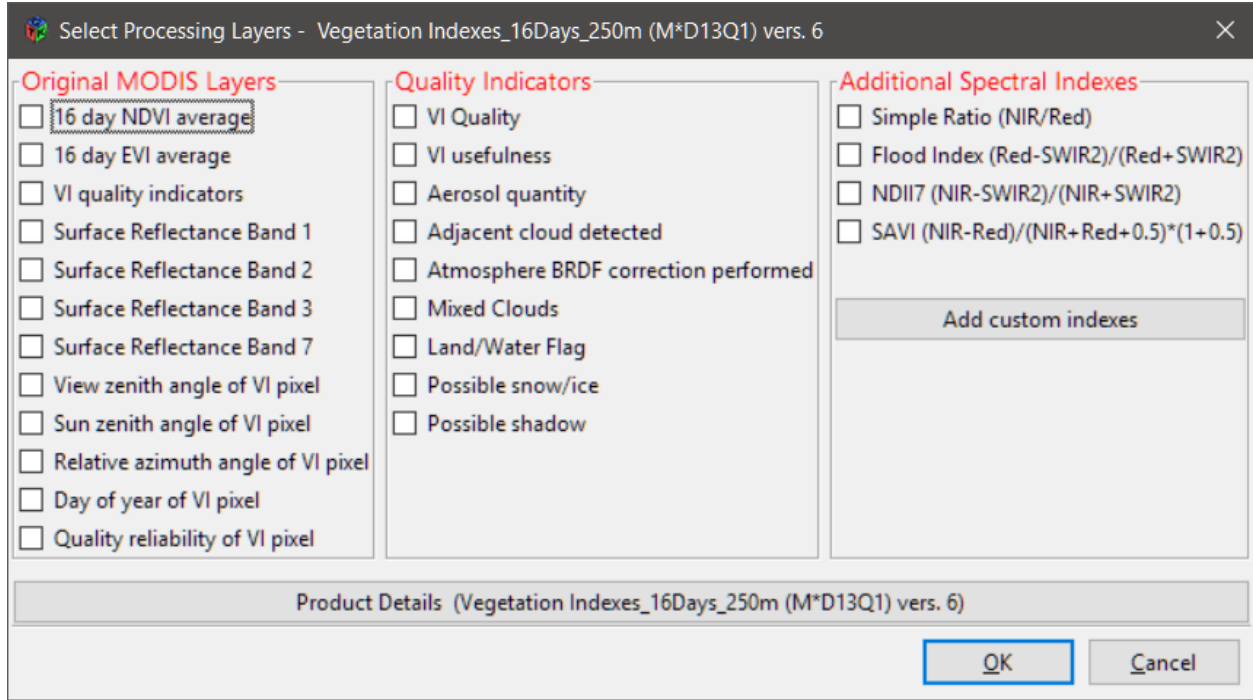 Select Processing Layers - Vegetation Indexes_16Days_250m (M*D13Q1) vers. 6
Original MODIS Layers
16 day NDVI average
16 day EVI average
VI quality indicators
Surface Reflectance Band 1
Surface Reflectance Band 2
Surface Reflectance Band 3
Surface Reflectance Band 7
View zenith angle of VI pixel
Sun zenith angle of VI pixel
Relative azimuth angle of VI pixel
Day of year of VI pixel
Quality reliability of VI pixel
Quality Indicators
VI Quality
VI usefulness
Aerosol quantity
Adjacent cloud detected
Atmosphere BRDF correction performed
Mixed Clouds
Land/Water Flag
Possible snow/ice
Possible shadow
Additional Spectral Indexes
Simple Ratio (NIR/Red)
Flood Index (Red-SWIR2)/(Red+SWIR2)
NDII7 (NIR-SWIR2)/(NIR+SWIR2)
SAVI (NIR-Red)/(NIR+Red+0.5)*(1+0.5)
Add custom indexes
Product Details (Vegetation Indexes_16Days_250m (M*D13Q1) vers. 6)
OK
Cancel